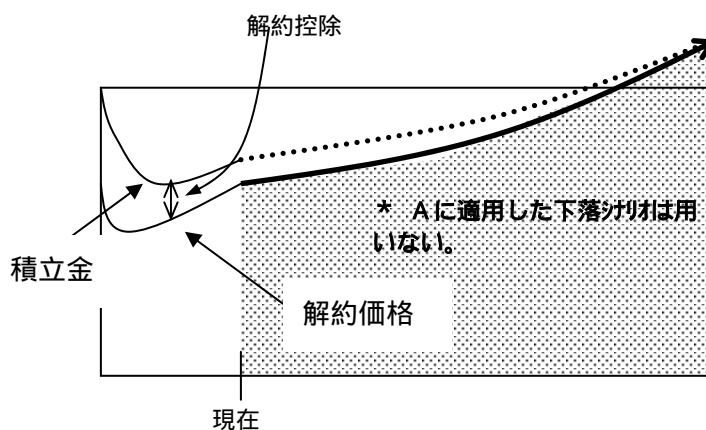 解約控除
* Aに適用した下落ｼﾅﾘｵは用
いない。
積立金
解約価格
現在